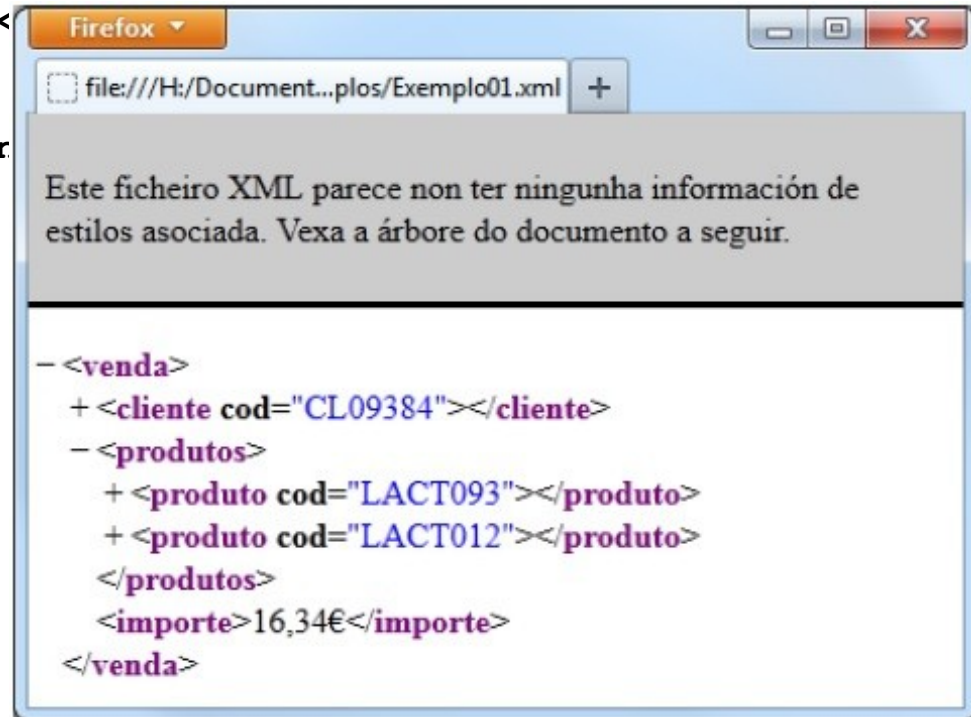 <
Firefox
file:///H:/Document...plos/Exemplo01.xml +
r
Este ficheiro XML parece non ter ningunha información de
estilos asociada. Vexa a árbore do documento a seguir.
− <venda>
+ <cliente cod="CL09384"></cliente>
− <produtos>
+ <produto cod="LACT093"></produto>
+ <produto cod="LACT012"></produto>
</produtos>
<importe>16,34€</importe>
</venda>